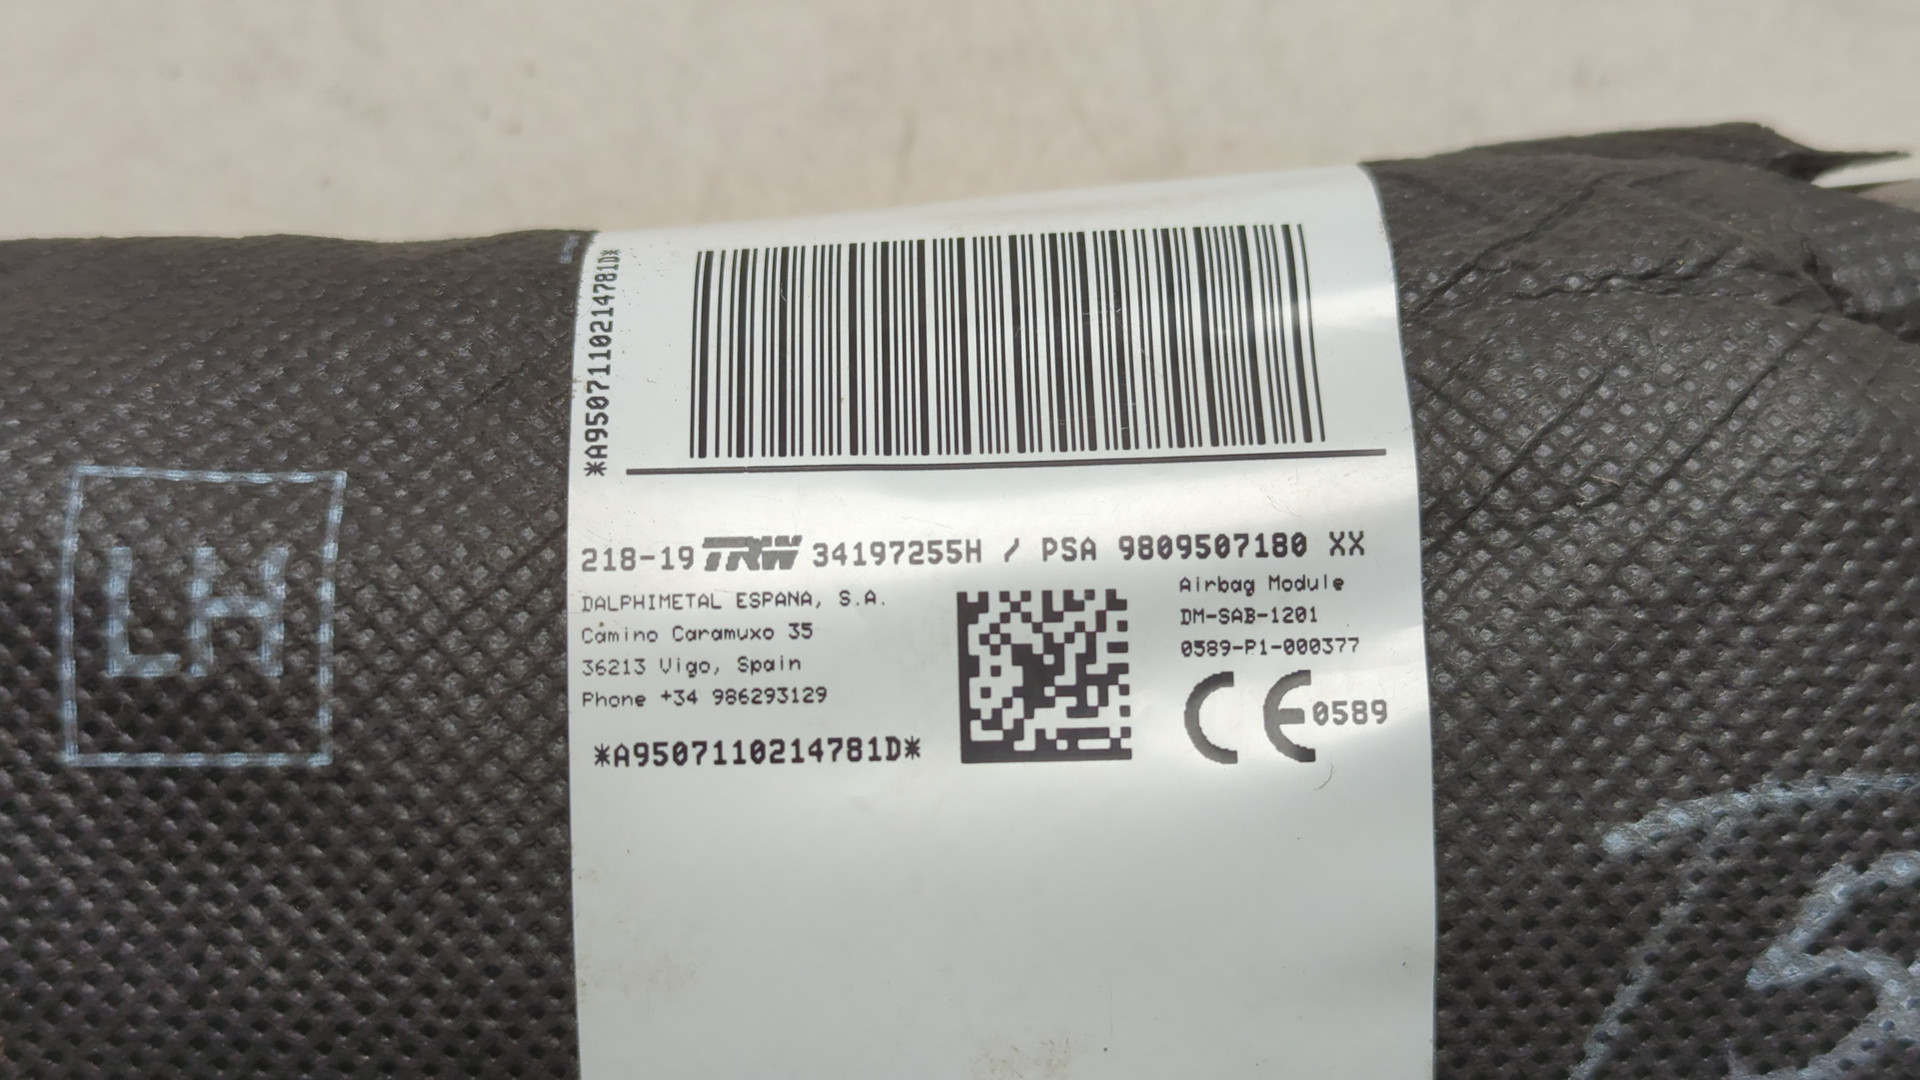 *A9507110214781D*
218-19 TRW 34197255H / PSA 9809507180 XX
DALPHIMETAL ESPANA, S.A.
Camino Caramuxo 35
36213 Vigo, Spain
Phone +34 986293129
*A9507110214781D*
Airbag Module
DM-SAB-1201
0589-P1-000377
CE 0589
LH